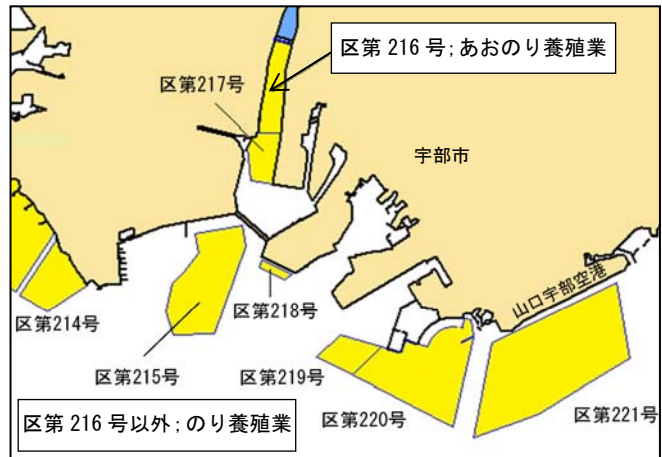 区第 216 号；あおのり養殖業
区第217号
宇部市
山口宇部空港
区第214号
区第218号
区第215号
区第219号
区第220号
区第221号
区第 216 号以外；のり養殖業